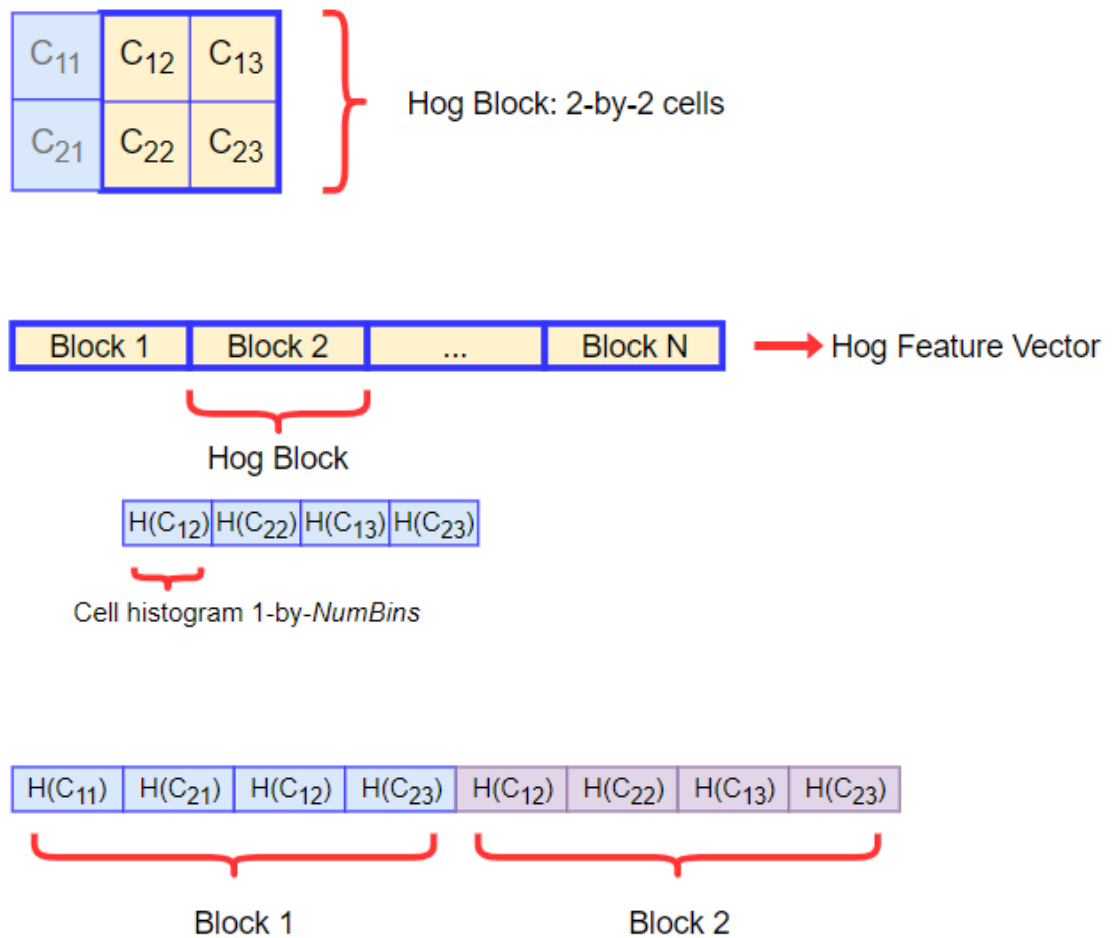 C11 C12 C13
Hog Block: 2-by-2 cells
C21 C22 C23
Block 1 Block 2 ... Block N Hog Feature Vector
Hog Block
H(C12) H(C22) H(C13) H(C23)
Cell histogram 1-by-NumBins
H(C11) H(C21) H(C12) H(C23) H(C12) H(C22) H(C13) H(C23)
Block 1 Block 2